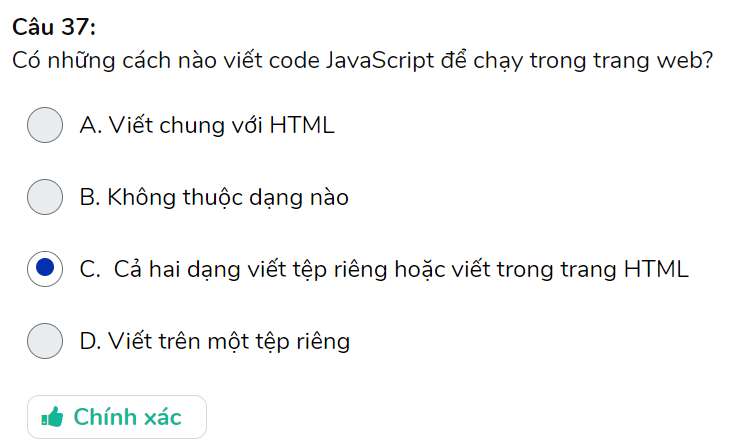 Câu 37:
Có những cách nào viết code JavaScript để chạy trong trang web?
A. Viết chung với HTML
B. Không thuộc dạng nào
C. Cả hai dạng viết tệp riêng hoặc viết trong trang HTML
D. Viết trên một tệp riêng
Chính xác